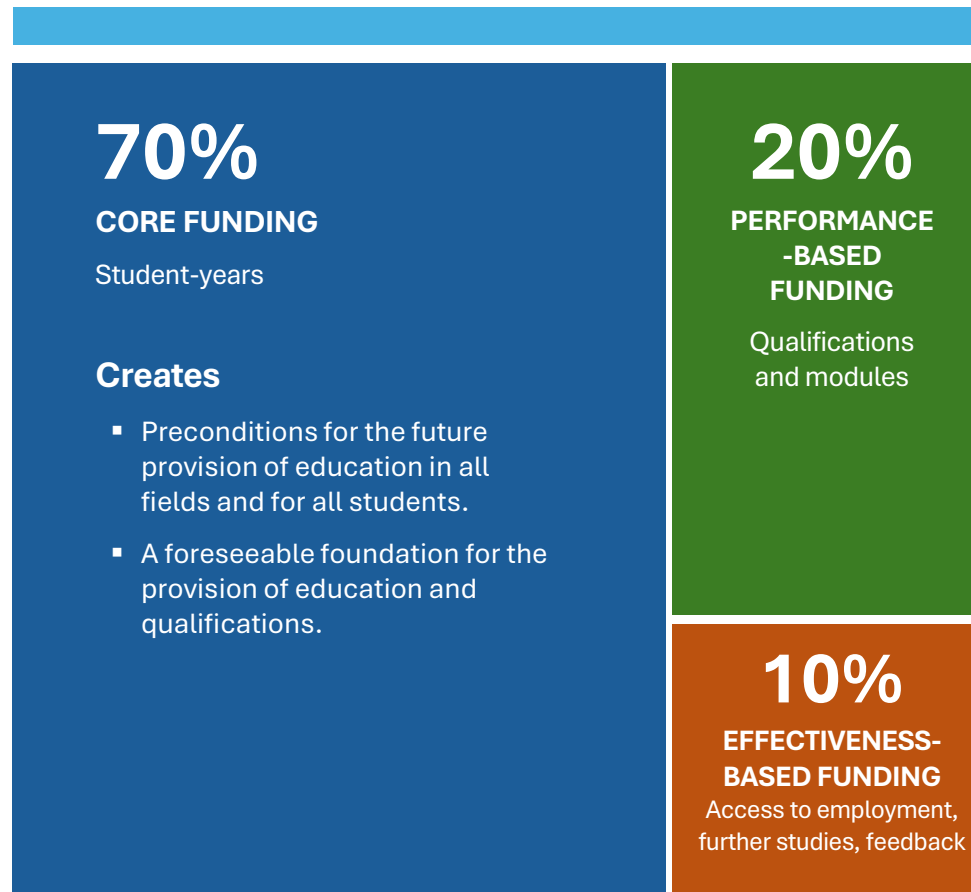 70%
CORE FUNDING
Student-years
Creates
▪ Preconditions for the future
provision of education in all
fields and for all students.
▪ A foreseeable foundation for the
provision of education and
qualifications.
20%
PERFORMANCE
-BASED
FUNDING
Qualifications
and modules
10%
EFFECTIVENESS-
BASED FUNDING
Access to employment,
further studies, feedback